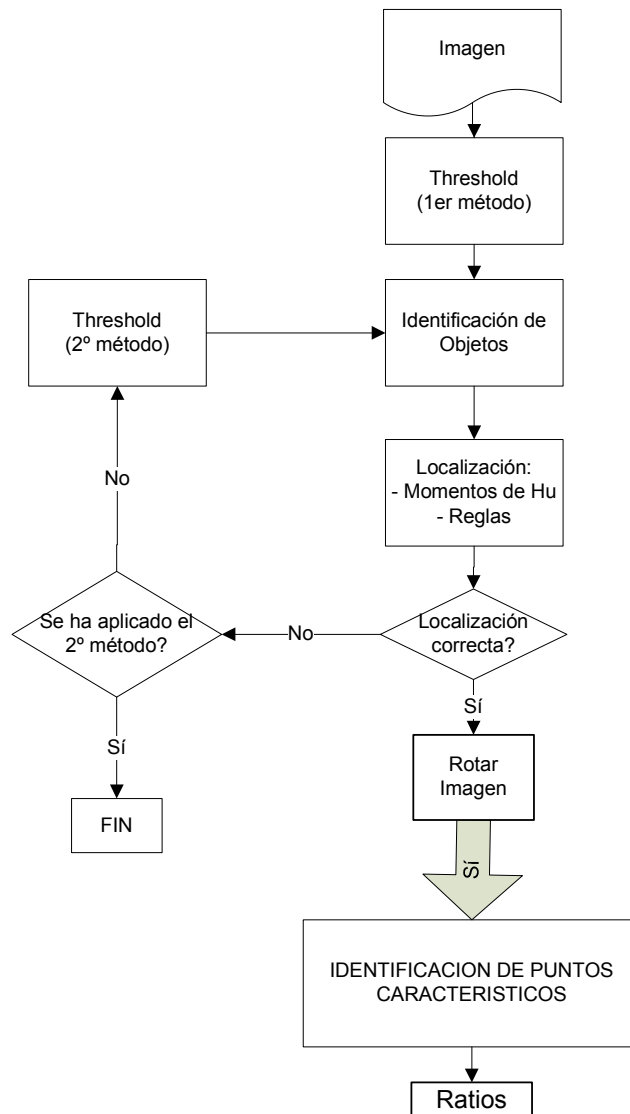 Imagen
Threshold
(1er método)
Threshold
(2º método)
Identificación de
Objetos
Localización:
- Momentos de Hu
- Reglas
No
Se ha aplicado el
2º método?
No
Localización
correcta?
Sí
Sí
Rotar
Imagen
FIN
Sí
IDENTIFICACION DE PUNTOS
CARACTERISTICOS
Ratios